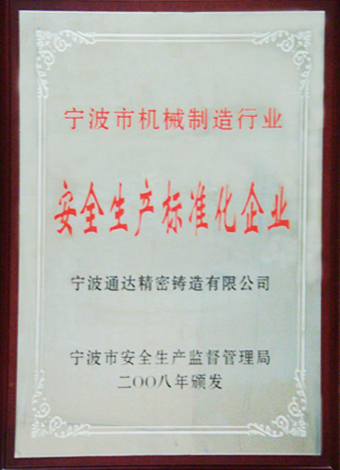 宁波市机械制造行业
安全生产标准化企业
宁波通达精密铸造有限公司
宁波市安全生产监督管理局
二OO八年颁发